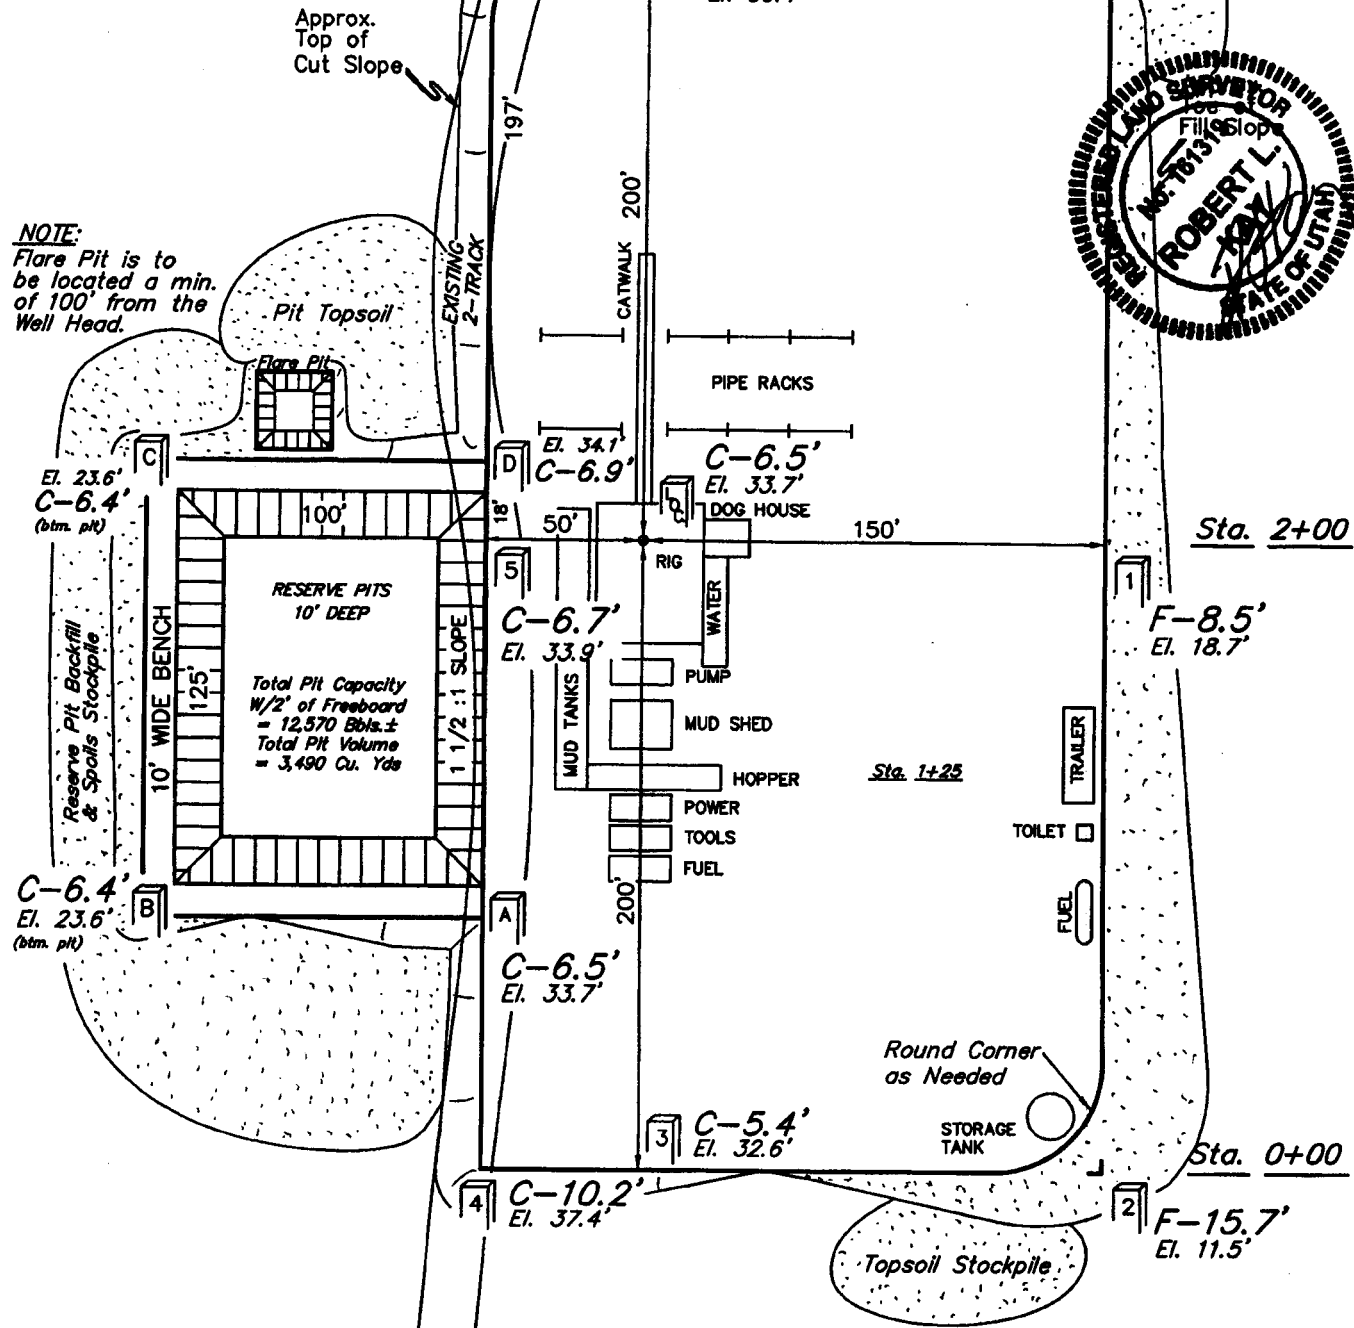 Approx.
Top of
Cut Slope
197'
200'
CATWALK
EXISTING
2-TRACK
REGISTERED LAND SURVEYOR
No. 161319
ROBERT L.
KAY
STATE OF UTAH
Fill Slope
NOTE:
Flare Pit is to
be located a min.
of 100' from the
Well Head.
Pit Topsoil
Flare Pit
PIPE RACKS
C
El. 23.6'
C-6.4'
(btm. pit)
D
El. 34.1'
C-6.9'
C-6.5'
El. 33.7'
DOG HOUSE
100'
18'
50'
150'
Sta. 2+00
RIG
5
C-6.7'
El. 33.9'
WATER
1
F-8.5'
El. 18.7'
RESERVE PITS
10' DEEP
Total Pit Capacity
W/2' of Freeboard
= 12,570 Bbls.±
Total Pit Volume
= 3,490 Cu. Yds
Reserve Pit Backfill
& Spoils Stockpile
10' WIDE BENCH
125'
1 1/2 :1 SLOPE
MUD TANKS
PUMP
MUD SHED
HOPPER
POWER
TOOLS
FUEL
Sta. 1+25
TRAILER
TOILET
FUEL
C-6.4'
El. 23.6'
(btm. pit)
B
A
C-6.5'
El. 33.7'
200'
Round Corner
as Needed
STORAGE
TANK
3
C-5.4'
El. 32.6'
Sta. 0+00
4
C-10.2'
El. 37.4'
2
F-15.7'
El. 11.5'
Topsoil Stockpile